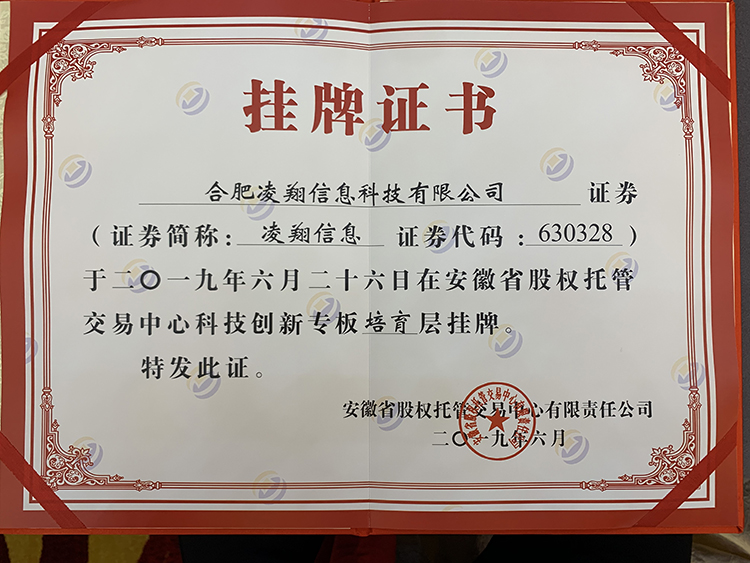 挂牌证书
合肥凌翔信息科技有限公司 证券
（证券简称：凌翔信息 证券代码：630328）
于二〇一九年六月二十六日在安徽省股权托管
交易中心科技创新专板培育层挂牌。
特发此证。
安徽省股权托管交易中心有限责任公司
二〇一九年六月